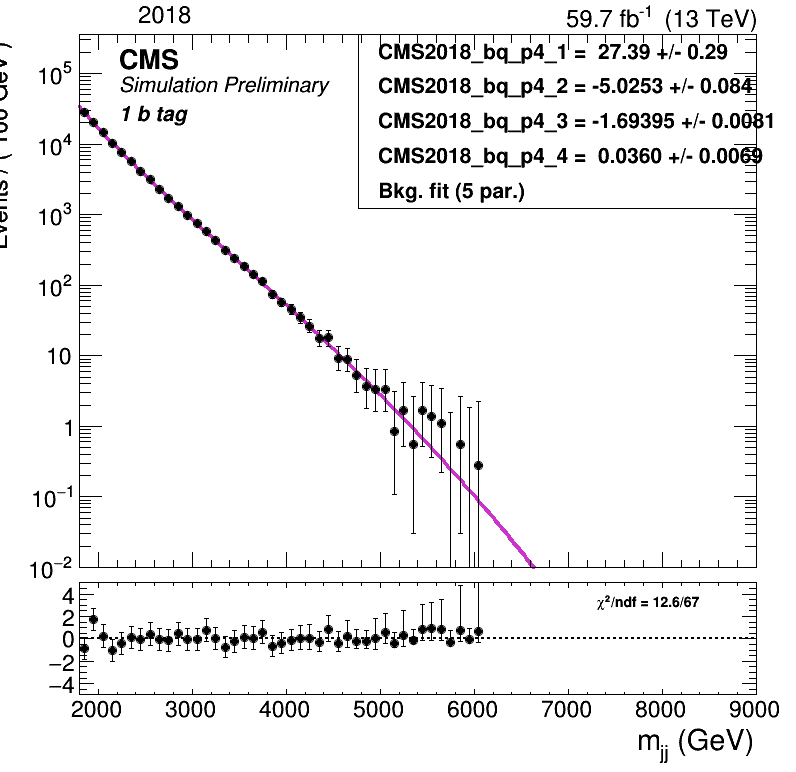 2018
59.7 fb⁻¹ (13 TeV)
CMS
Simulation Preliminary
1 b tag
CMS2018_bq_p4_1 = 27.39 +/- 0.29
CMS2018_bq_p4_2 = -5.0253 +/- 0.084
CMS2018_bq_p4_3 = -1.69395 +/- 0.0081
CMS2018_bq_p4_4 = 0.0360 +/- 0.0069
Bkg. fit (5 par.)
10⁵
10⁴
10³
10²
10
1
10⁻¹
10⁻²
χ²/ndf = 12.6/67
4
2
0
−2
−4
2000 3000 4000 5000 6000 7000 8000 9000
m_jj (GeV)